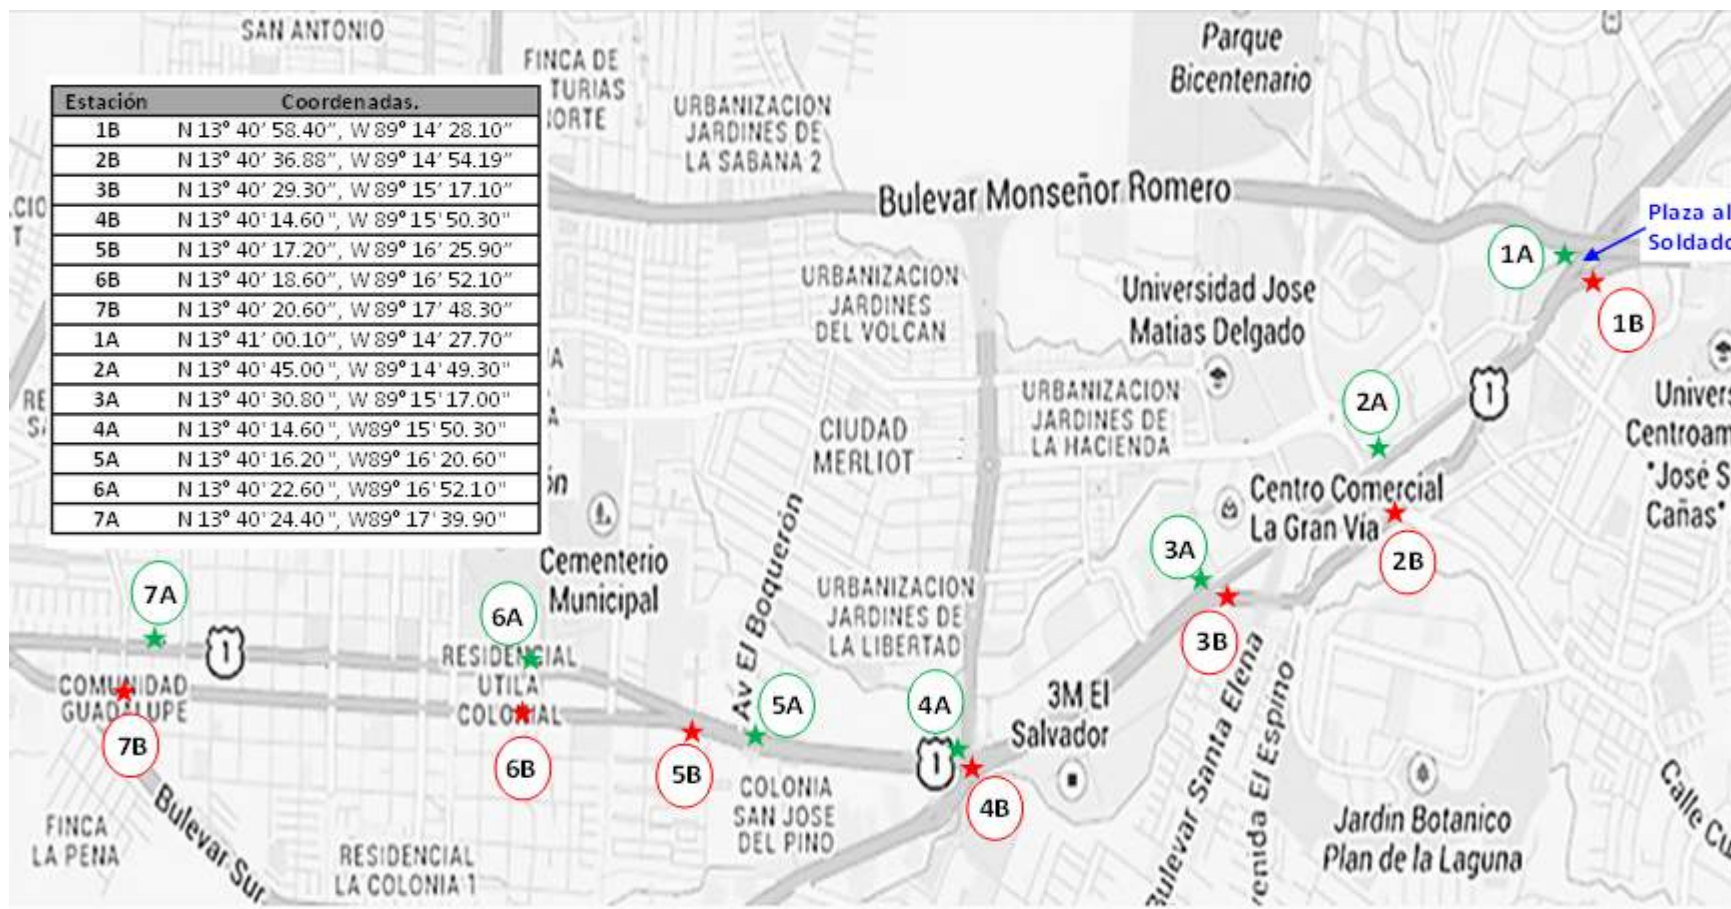 SAN ANTONIO
FINCA DE
TURIAS
NORTE
Parque
Bicentenario
URBANIZACION
JARDINES DE
LA SABANA 2
Estación Coordenadas.
1B N 13° 40' 58.40", W 89° 14' 28.10"
2B N 13° 40' 36.88", W 89° 14' 54.19"
3B N 13° 40' 29.30", W 89° 15' 17.10"
4B N 13° 40' 14.60", W 89° 15' 50.30"
5B N 13° 40' 17.20", W 89° 16' 25.90"
6B N 13° 40' 18.60", W 89° 16' 52.10"
7B N 13° 40' 20.60", W 89° 17' 48.30"
1A N 13° 41' 00.10", W 89° 14' 27.70"
2A N 13° 40' 45.00", W 89° 14' 49.30"
3A N 13° 40' 30.80", W 89° 15' 17.00"
4A N 13° 40' 14.60", W89° 15' 50.30"
5A N 13° 40' 16.20", W89° 16' 20.60"
6A N 13° 40' 22.60", W89° 16' 52.10"
7A N 13° 40' 24.40", W89° 17' 39.90"
Bulevar Monseñor Romero
Plaza al
Soldado
1A
1B
URBANIZACION
JARDINES
DEL VOLCAN
Universidad Jose
Matias Delgado
URBANIZACION
JARDINES DE
LA HACIENDA
2A
1
Univers
Centroam
"José S
Cañas"
CIUDAD
MERLIOT
Centro Comercial
La Gran Vía
2B
3A
3B
Cementerio
Municipal
Av El Boquerón
URBANIZACION
JARDINES DE
LA LIBERTAD
7A
1
6A
RESIDENCIAL
UTILA
COLONIAL
COMUNIDAD
GUADALUPE
7B
6B
5B
5A
4A
1
4B
3M El
Salvador
COLONIA
SAN JOSE
DEL PINO
Bulevar Santa Elena
venida El Espino
Jardin Botanico
Plan de la Laguna
Calle Cu
FINCA
LA PENA
Bulevar Sur
RESIDENCIAL
LA COLONIA 1